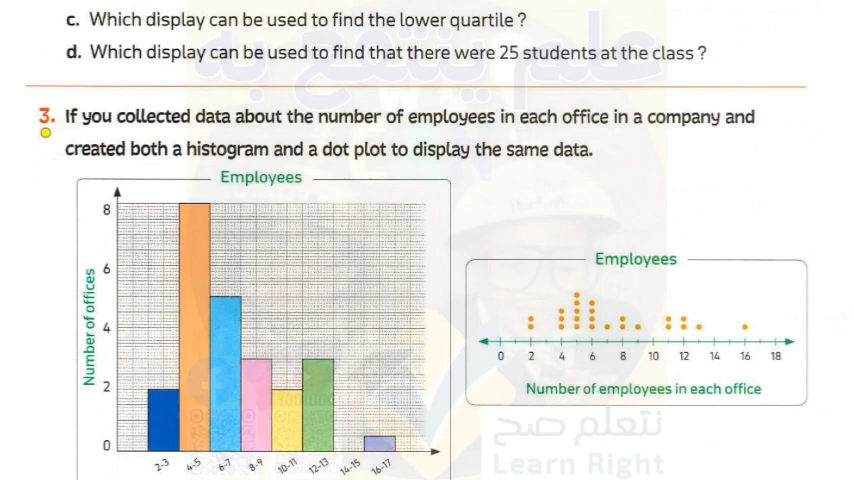 c. Which display can be used to find the lower quartile ?
d. Which display can be used to find that there were 25 students at the class ?
علم ينتفع به
3. If you collected data about the number of employees in each office in a company and
created both a histogram and a dot plot to display the same data.
Employees
Number of offices
8
6
4
2
0
2-3 4-5 6-7 8-9 10-11 12-13 14-15 16-17
Employees
0 2 4 6 8 10 12 14 16 18
Number of employees in each office
نتعلم صح
Learn Right